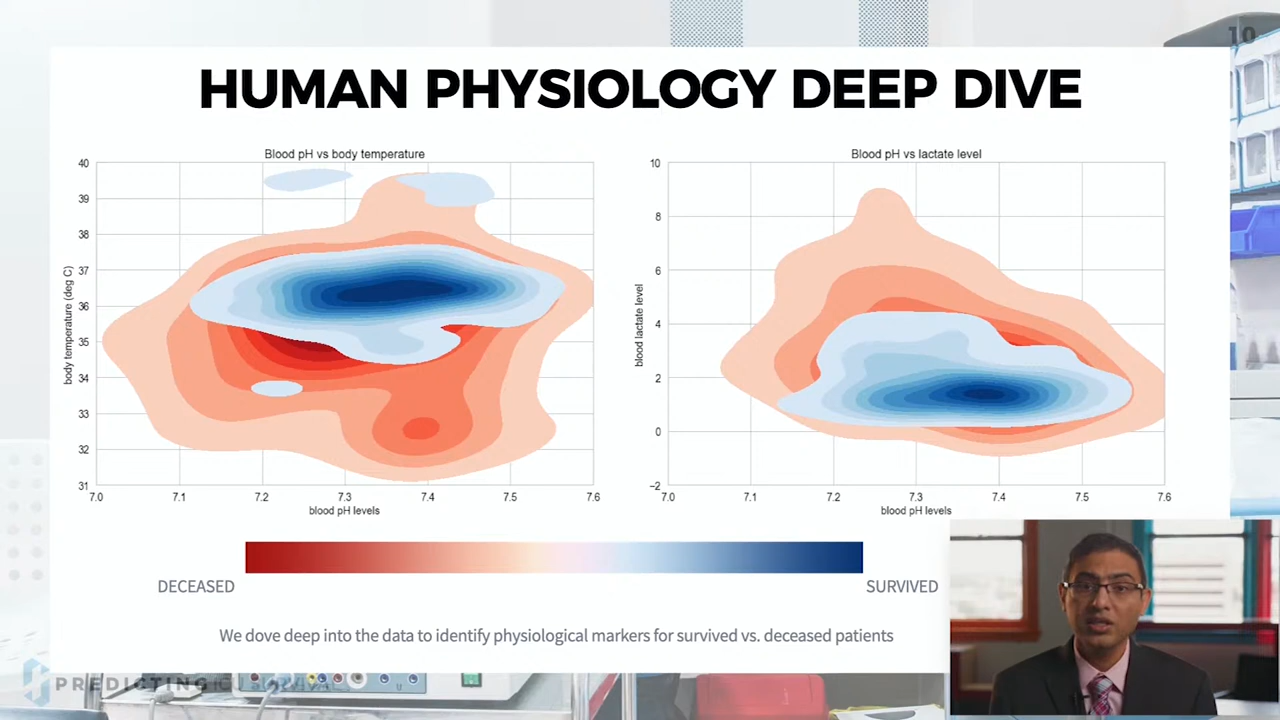 10
HUMAN PHYSIOLOGY DEEP DIVE
Blood pH vs body temperature
40
39
38
37
36
35
34
33
32
31
body temperature (deg C)
7.0 7.1 7.2 7.3 7.4 7.5 7.6
blood pH levels
Blood pH vs lactate level
10
8
6
4
2
0
−2
blood lactate level
7.0 7.1 7.2 7.3 7.4 7.5 7.6
blood pH levels
DECEASED
SURVIVED
We dove deep into the data to identify physiological markers for survived vs. deceased patients
PREDICTING ICU SURVIVAL